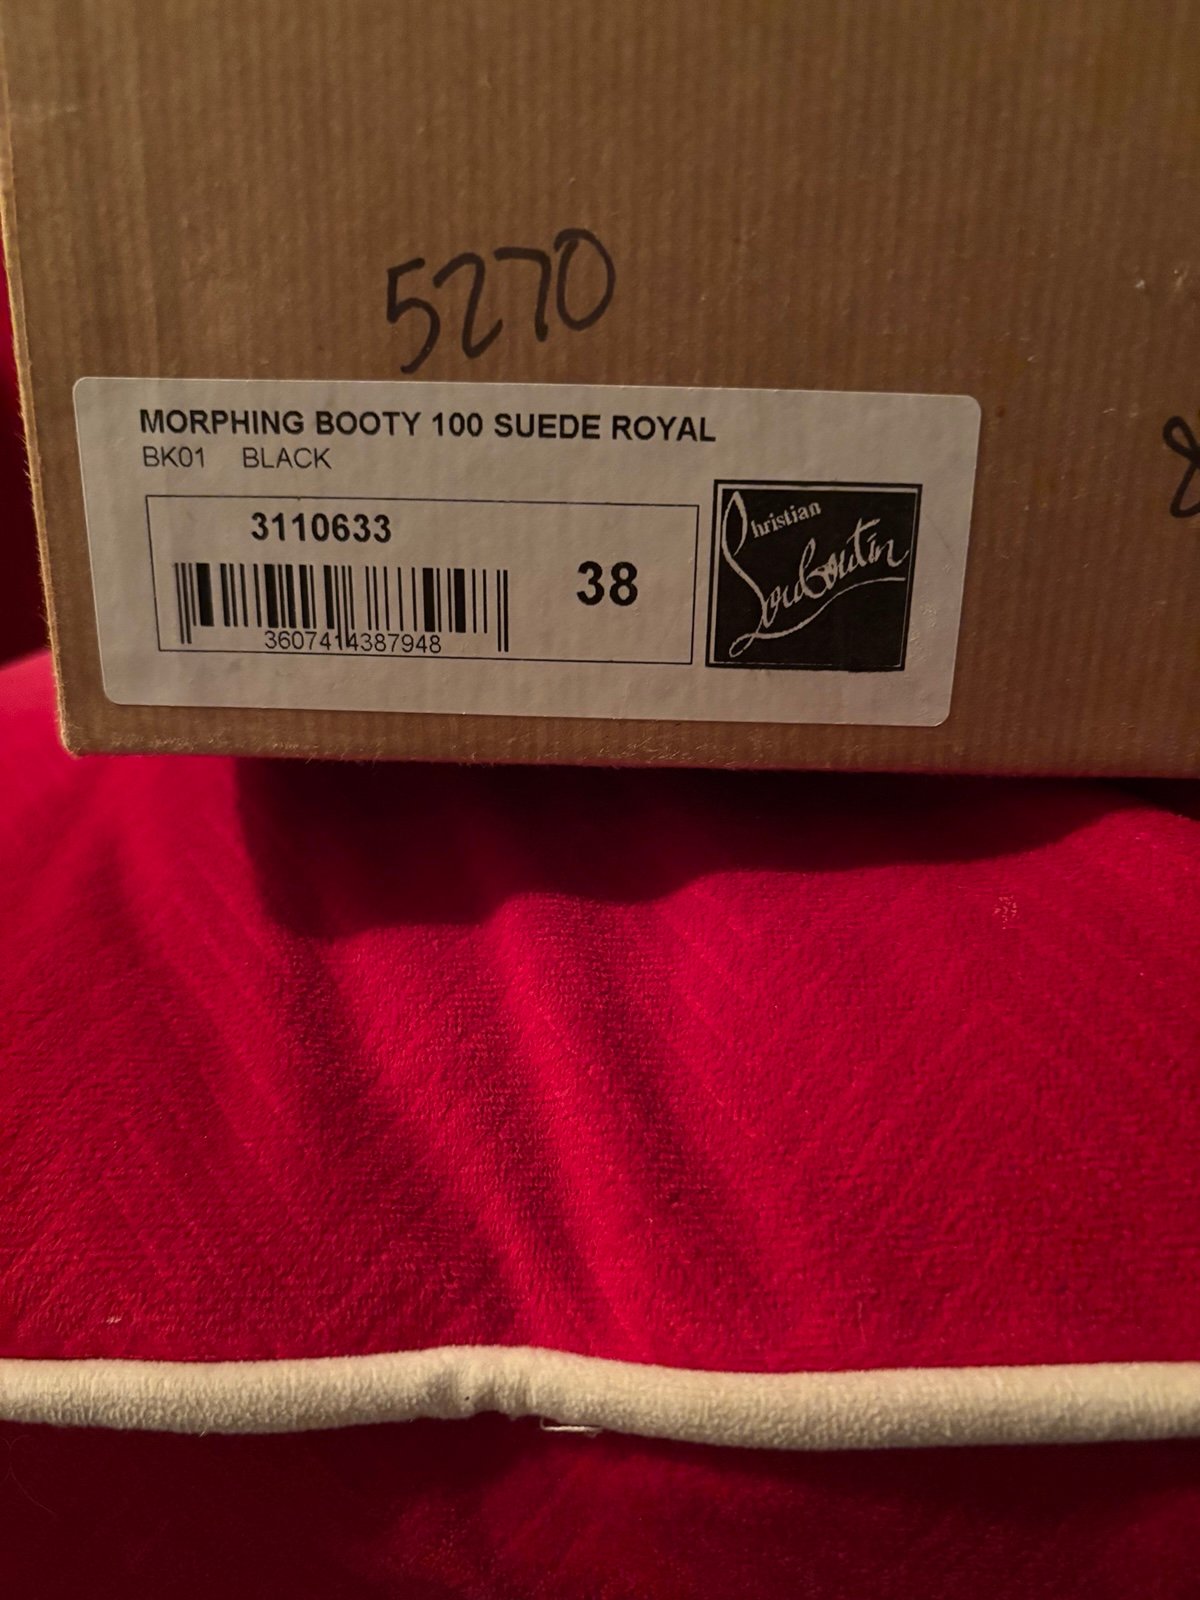 5270
MORPHING BOOTY 100 SUEDE ROYAL
BK01 BLACK
3110633
38
3607414387948
Christian
Louboutin